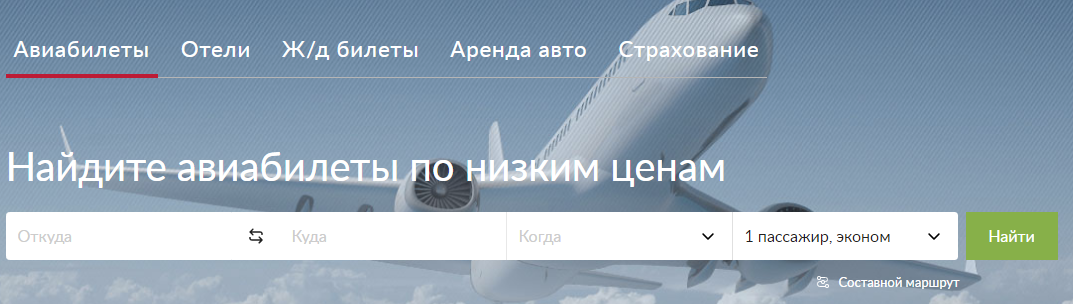 Авиабилеты Отели Ж/д билеты Аренда авто Страхование
Найдите авиабилеты по низким ценам
Откуда Куда Когда 1 пассажир, эконом Найти
Составной маршрут